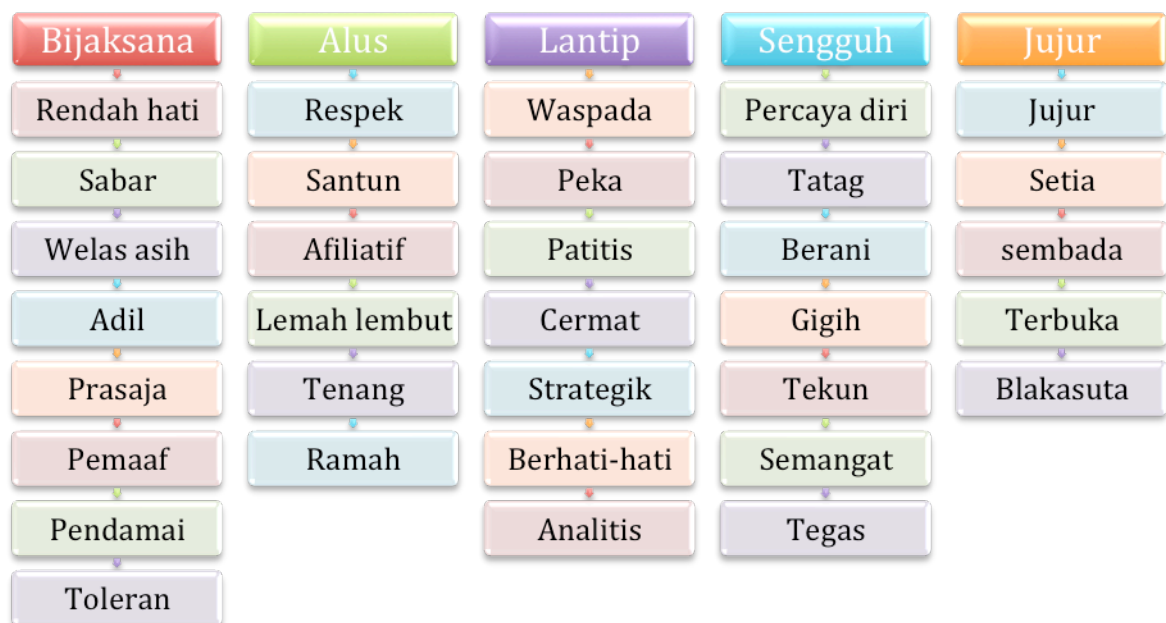 Bijaksana
Rendah hati
Sabar
Welas asih
Adil
Prasaja
Pemaaf
Pendamai
Toleran
Alus
Respek
Santun
Afiliatif
Lemah lembut
Tenang
Ramah
Lantip
Waspada
Peka
Patitis
Cermat
Strategik
Berhati-hati
Analitis
Sengguh
Percaya diri
Tatag
Berani
Gigih
Tekun
Semangat
Tegas
Jujur
Jujur
Setia
sembada
Terbuka
Blakasuta